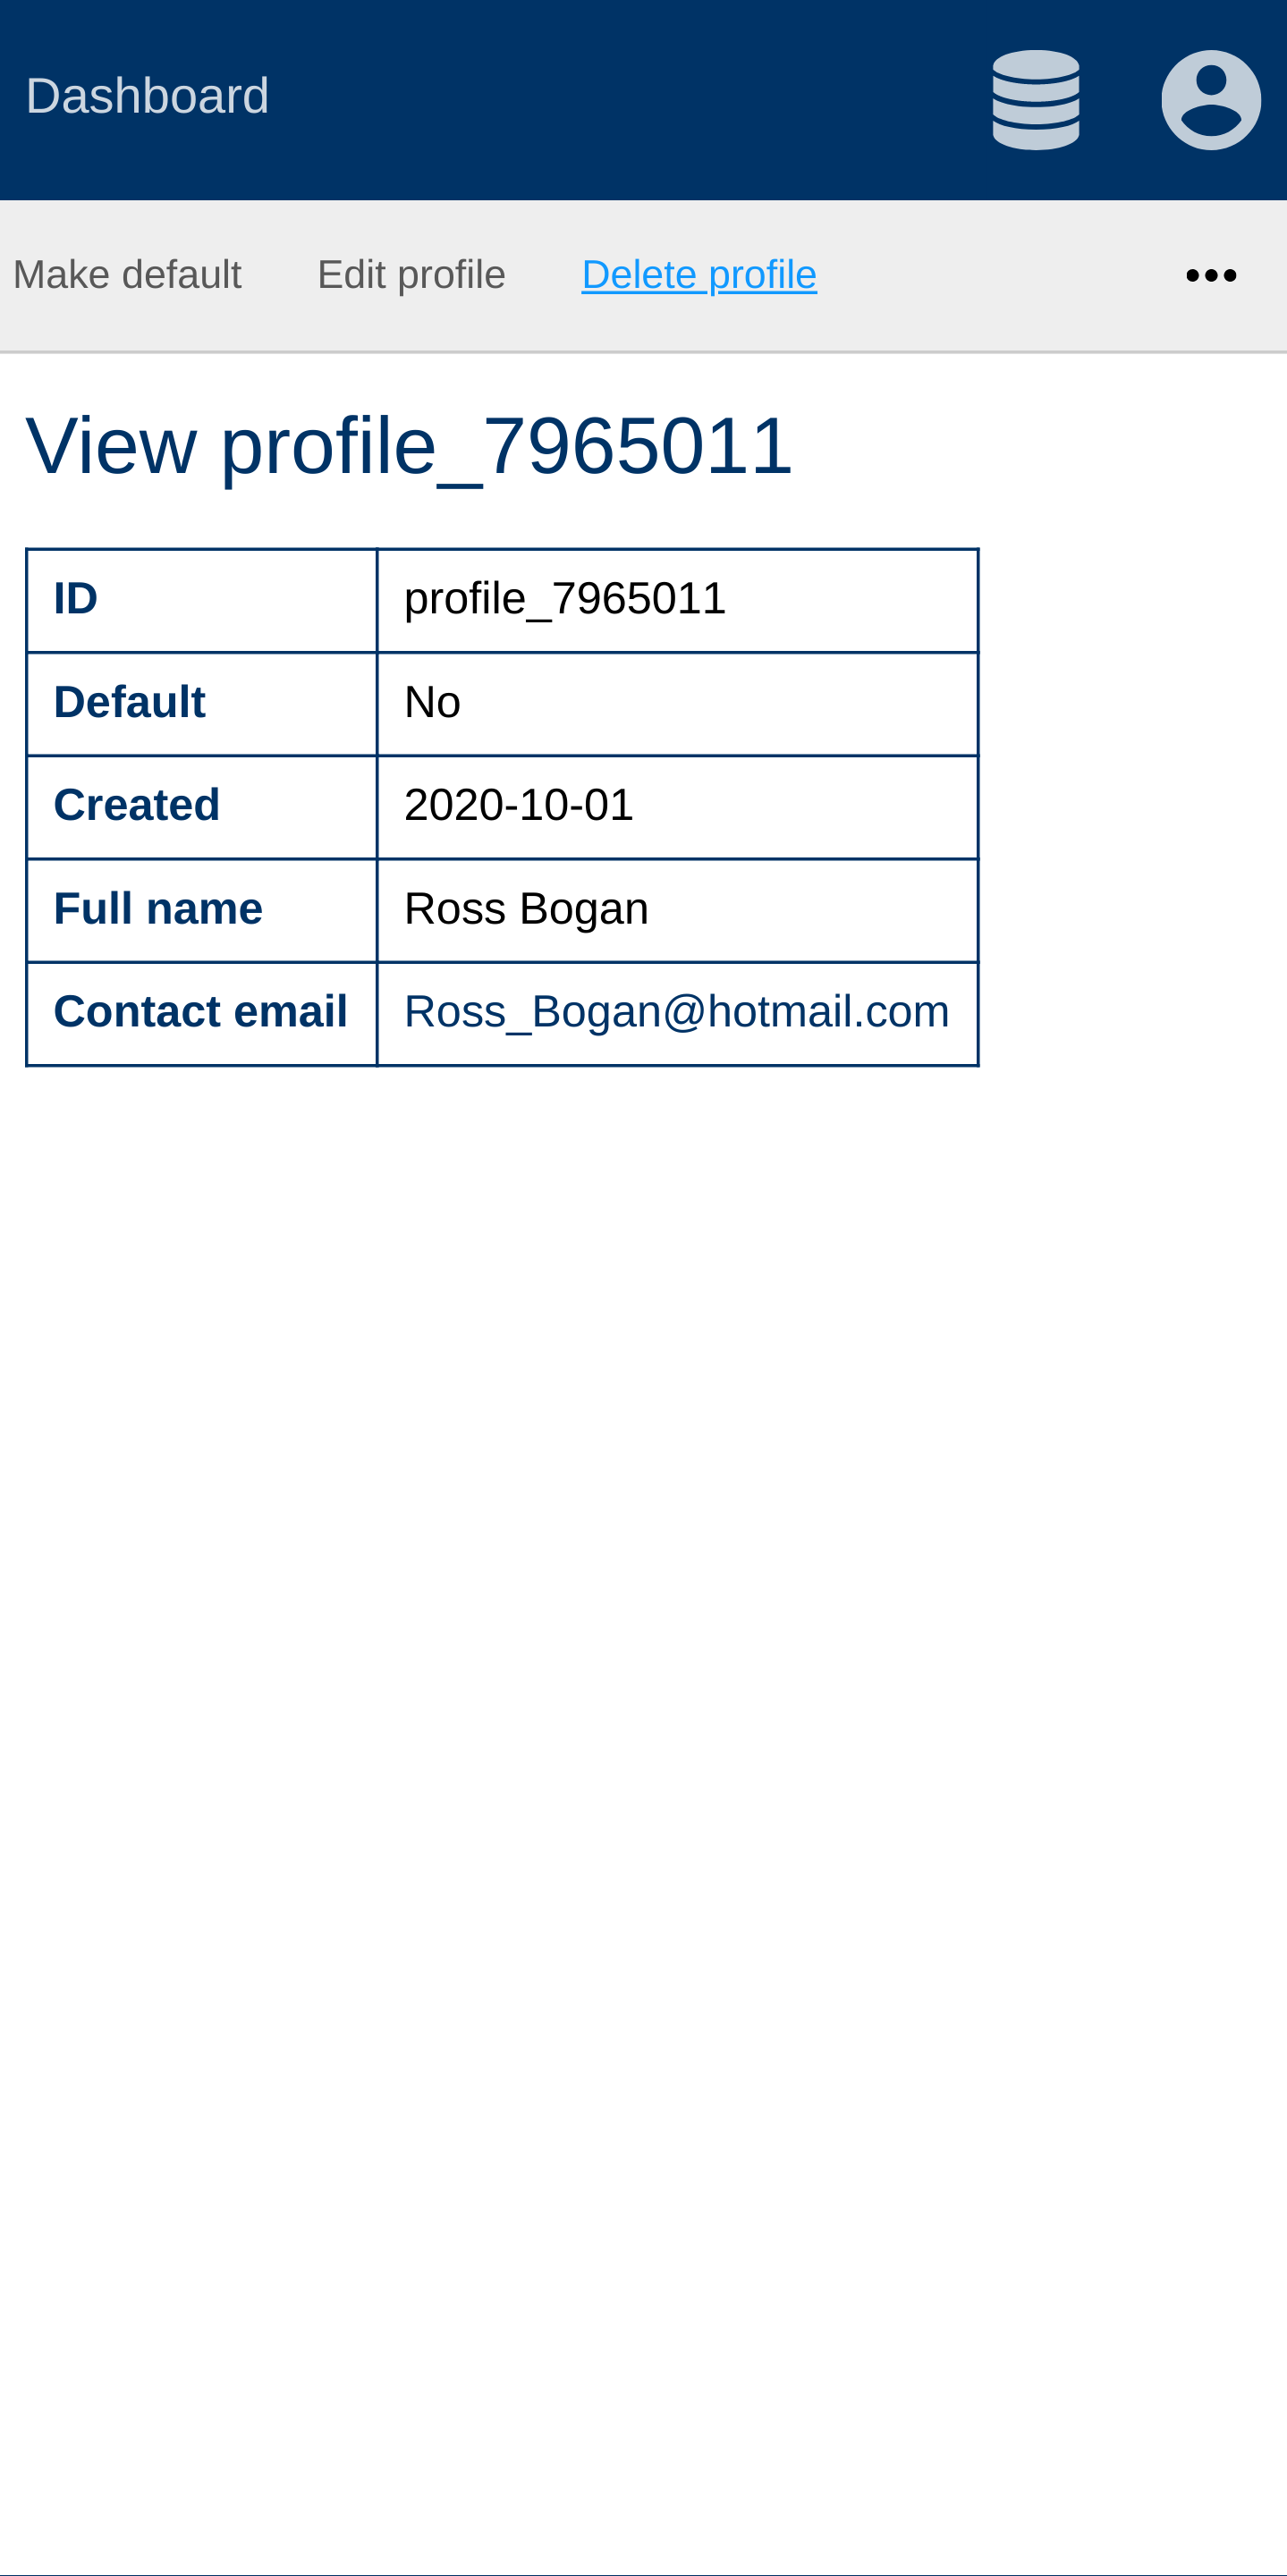 Dashboard
Make default Edit profile Delete profile
View profile_7965011
ID profile_7965011
Default No
Created 2020-10-01
Full name Ross Bogan
Contact email Ross_Bogan@hotmail.com